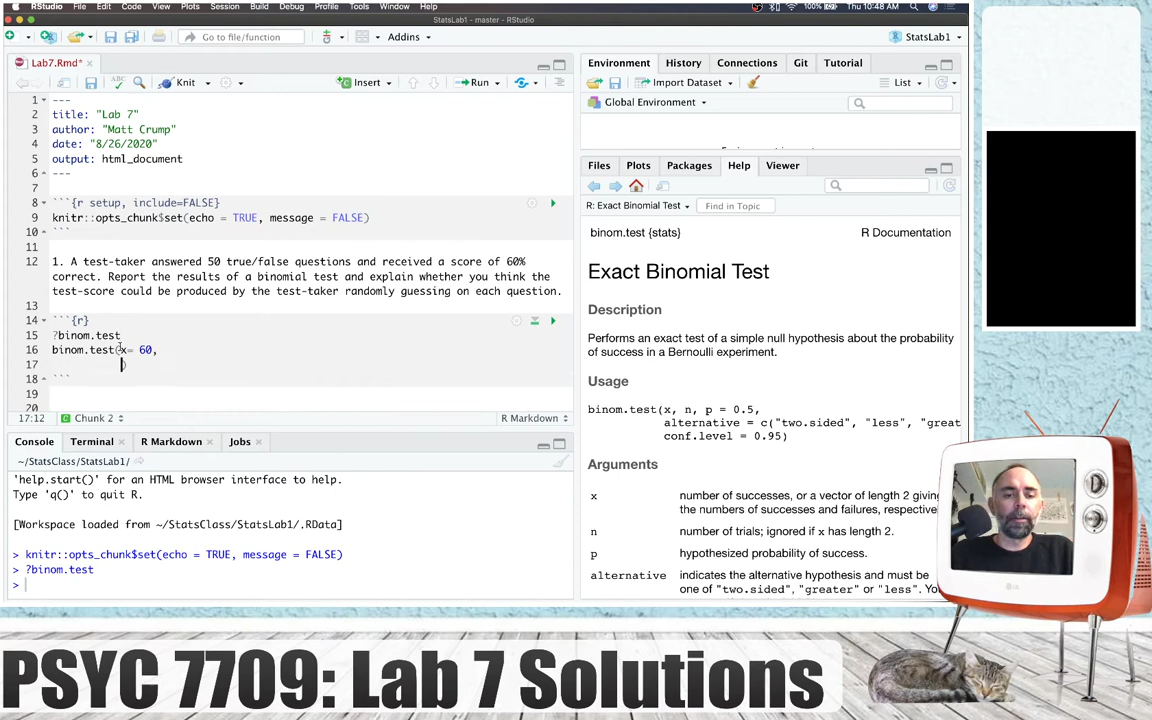 RStudio File Edit Code View Plots Session Build Debug Profile Tools Window Help 100% Thu 10:48 AM
StatsLab1 - master - RStudio
Go to file/function Addins StatsLab1
Lab7.Rmd*
Knit Insert Run
1 ---
2 title: "Lab 7"
3 author: "Matt Crump"
4 date: "8/26/2020"
5 output: html_document
6 ---
7
8 ```{r setup, include=FALSE}
9 knitr::opts_chunk$set(echo = TRUE, message = FALSE)
10 ```
11
12 1. A test-taker answered 50 true/false questions and received a score of 60%
correct. Report the results of a binomial test and explain whether you think the
test-score could be produced by the test-taker randomly guessing on each question.
13
14 ```{r}
15 ?binom.test
16 binom.test(x= 60,
17 )
18 ```
19
20
17:12 Chunk 2 R Markdown
Console Terminal R Markdown Jobs
~/StatsClass/StatsLab1/
'help.start()' for an HTML browser interface to help.
Type 'q()' to quit R.
[Workspace loaded from ~/StatsClass/StatsLab1/.RData]
> knitr::opts_chunk$set(echo = TRUE, message = FALSE)
> ?binom.test
>
Environment History Connections Git Tutorial
Import Dataset List
Global Environment
Files Plots Packages Help Viewer
R: Exact Binomial Test Find in Topic
binom.test {stats} R Documentation
Exact Binomial Test
Description
Performs an exact test of a simple null hypothesis about the probability
of success in a Bernoulli experiment.
Usage
binom.test(x, n, p = 0.5,
alternative = c("two.sided", "less", "great
conf.level = 0.95)
Arguments
x number of successes, or a vector of length 2 giving
the numbers of successes and failures, respective
n number of trials; ignored if x has length 2.
p hypothesized probability of success.
alternative indicates the alternative hypothesis and must be
one of "two.sided", "greater" or "less". Yo
LG
PSYC 7709: Lab 7 Solutions